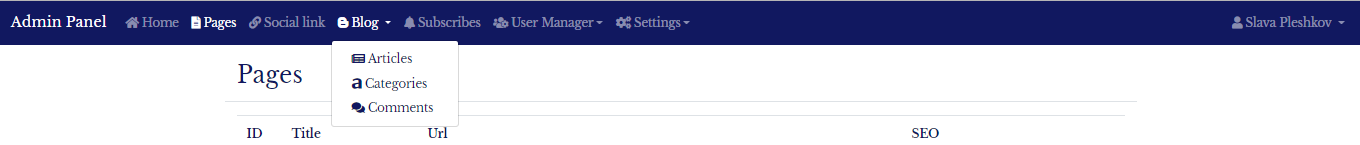 Admin Panel Home Pages Social link Blog Subscribes User Manager Settings Slava Pleshkov
Articles
Pages
Categories
Comments
ID Title Url SEO